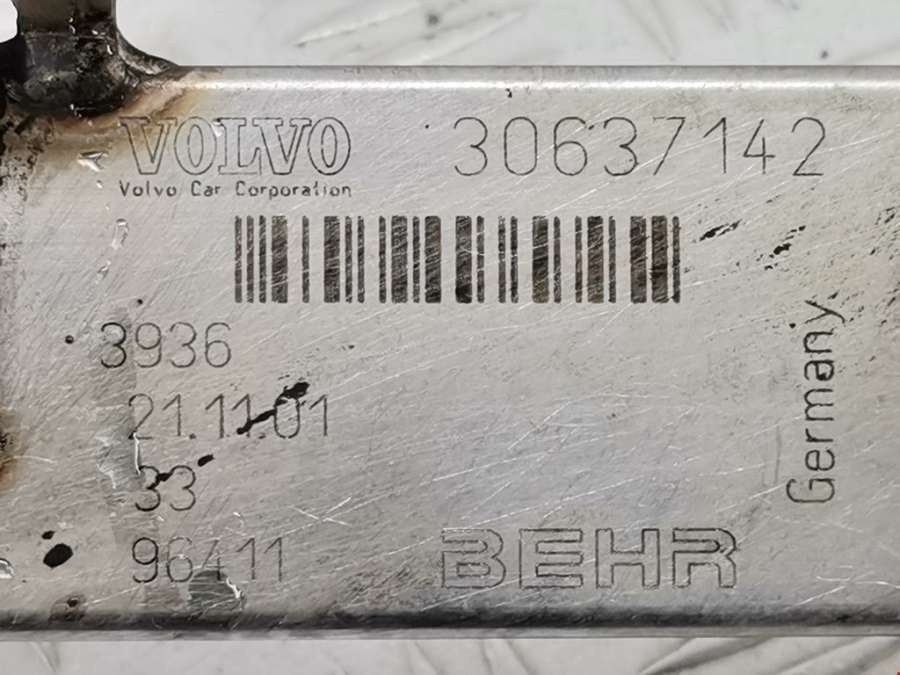 VOLVO 30637142
Volvo Car Corporation
3936
21.11.01
33
96411
BEHR
Germany